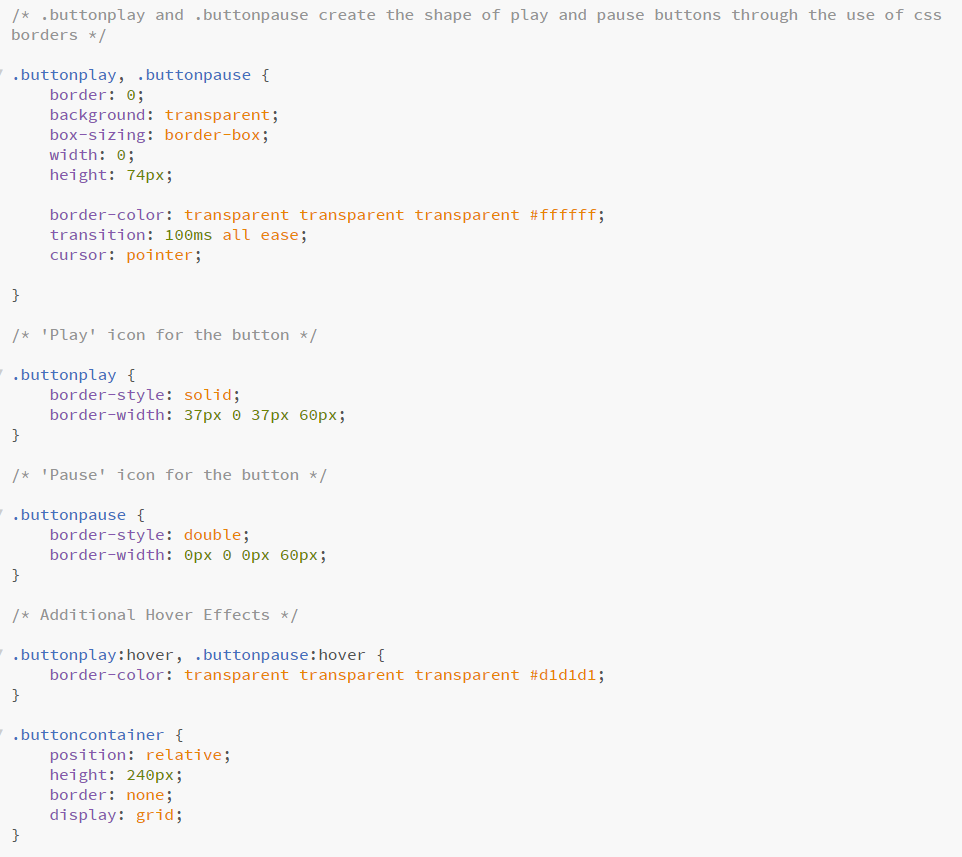 /* .buttonplay and .buttonpause create the shape of play and pause buttons through the use of css
borders */
.buttonplay, .buttonpause {
border: 0;
background: transparent;
box-sizing: border-box;
width: 0;
height: 74px;
border-color: transparent transparent transparent #ffffff;
transition: 100ms all ease;
cursor: pointer;
}
/* 'Play' icon for the button */
.buttonplay {
border-style: solid;
border-width: 37px 0 37px 60px;
}
/* 'Pause' icon for the button */
.buttonpause {
border-style: double;
border-width: 0px 0 0px 60px;
}
/* Additional Hover Effects */
.buttonplay:hover, .buttonpause:hover {
border-color: transparent transparent transparent #d1d1d1;
}
.buttoncontainer {
position: relative;
height: 240px;
border: none;
display: grid;
}